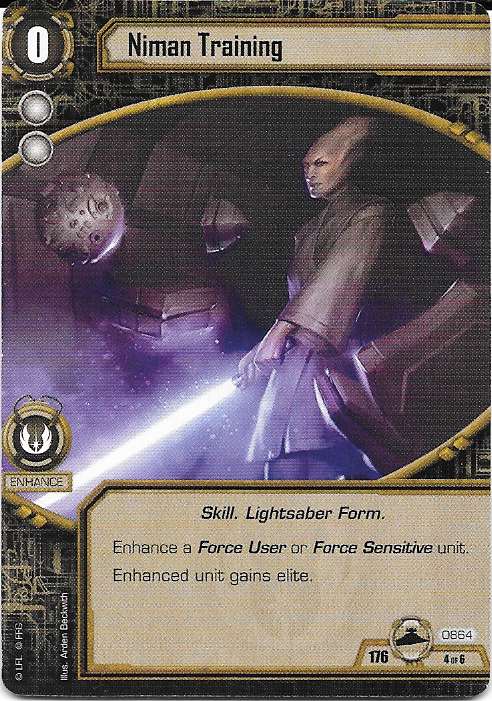 0
Niman Training
ENHANCE
Skill. Lightsaber Form.
Enhance a Force User or Force Sensitive unit.
Enhanced unit gains elite.
© LFL © FFG
Illus. Arden Beckwith
176
0864
4 OF 6